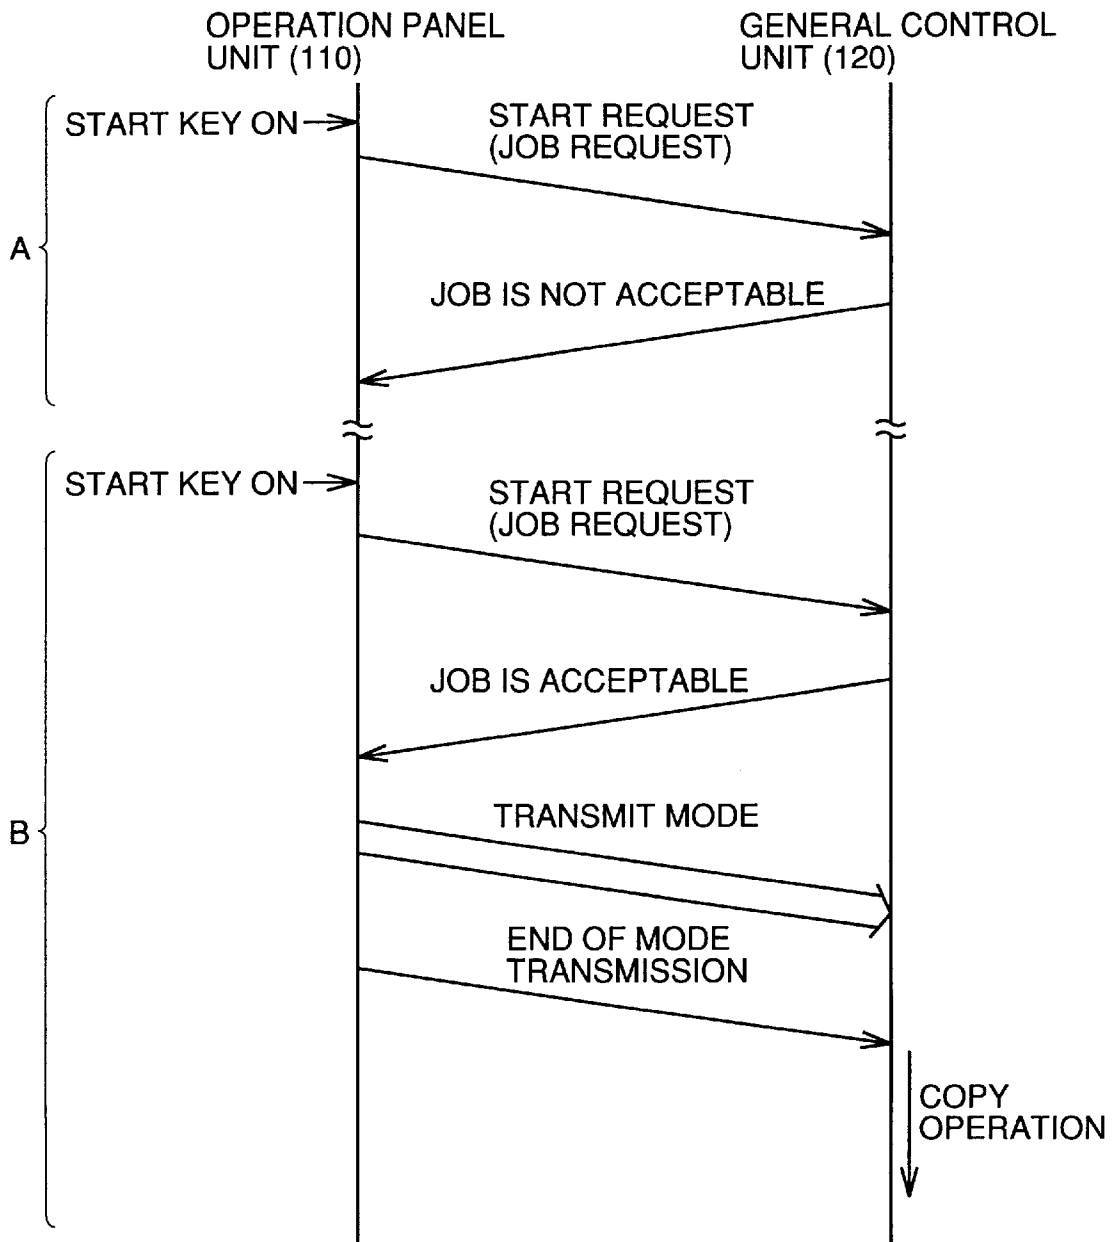 OPERATION PANEL
UNIT (110)
GENERAL CONTROL
UNIT (120)
START KEY ON
START REQUEST
(JOB REQUEST)
A
JOB IS NOT ACCEPTABLE
START KEY ON
START REQUEST
(JOB REQUEST)
JOB IS ACCEPTABLE
TRANSMIT MODE
B
END OF MODE
TRANSMISSION
COPY
OPERATION